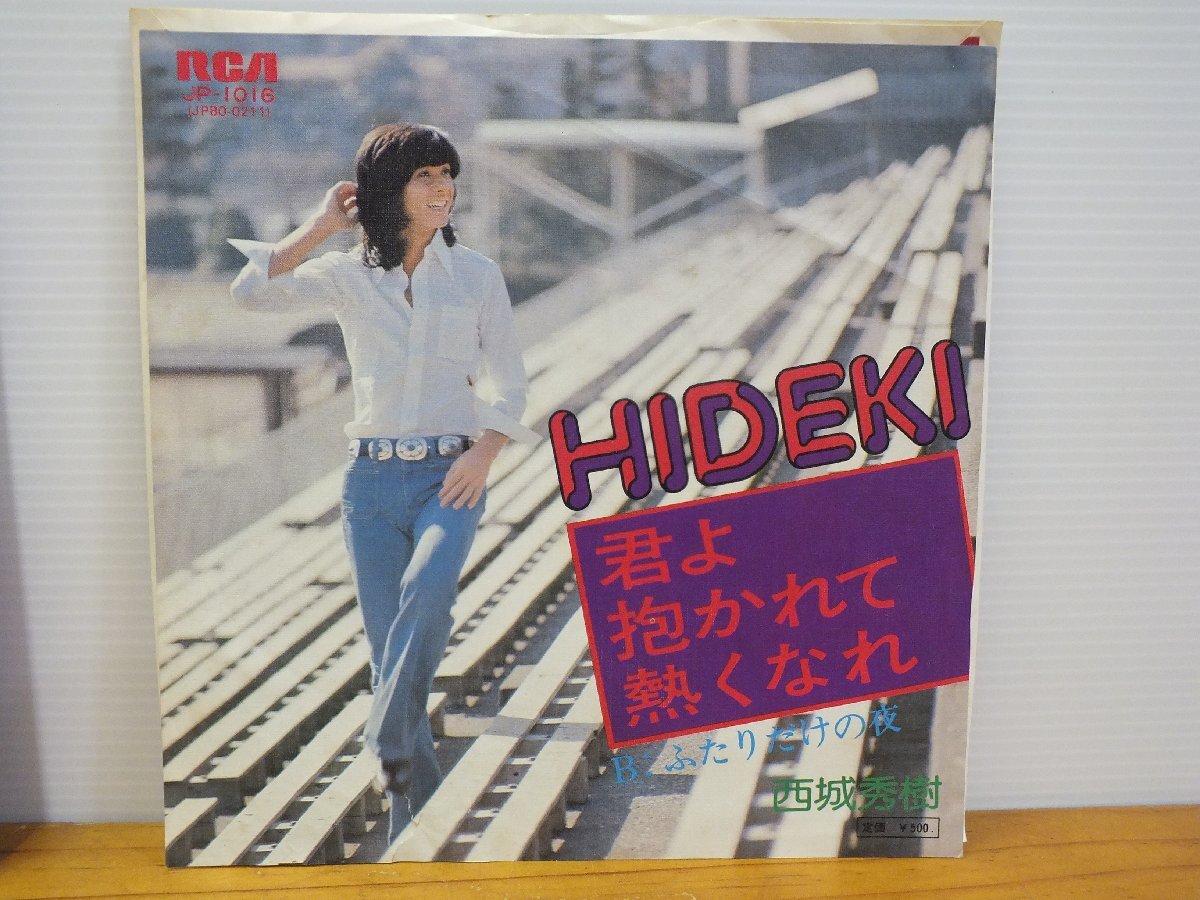 RCA
JP-1016
(JPBO-0211)
HIDEKI
君よ
抱かれて
熱くなれ
B:ふたりだけの夜
西城秀樹
定価 ¥500.